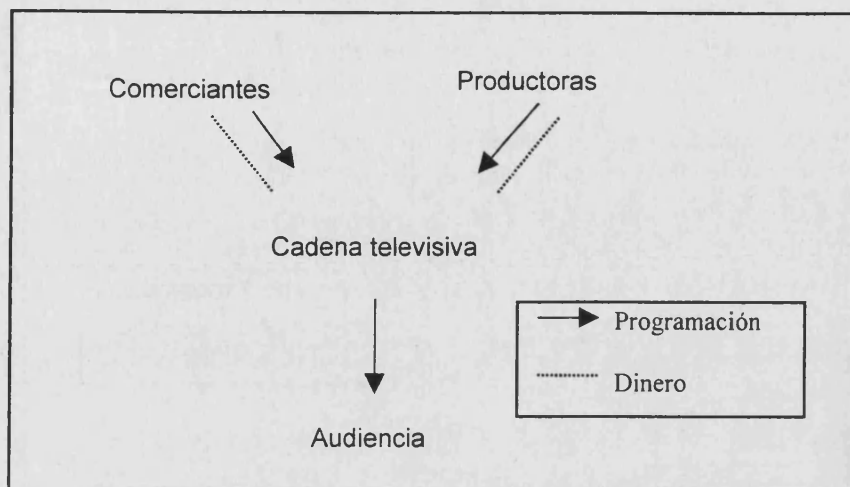 Comerciantes
Productoras
Cadena televisiva
Programación
Dinero
Audiencia